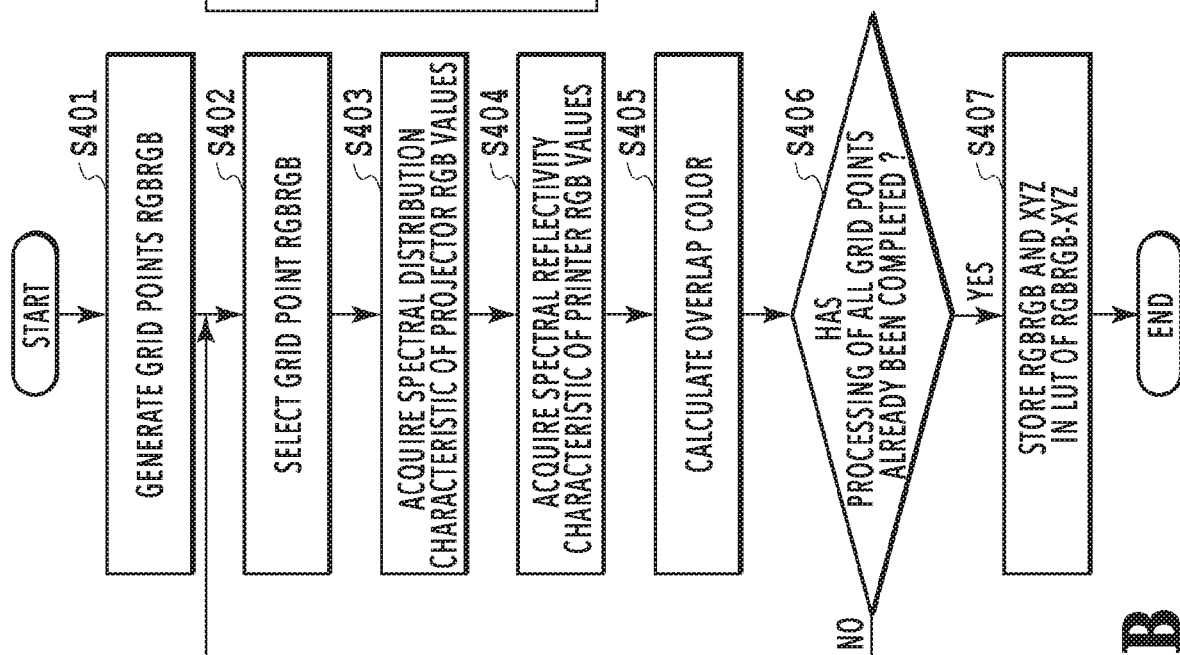 START
S401
GENERATE GRID POINTS RGBRGB
S402
SELECT GRID POINT RGBRGB
S403
ACQUIRE SPECTRAL DISTRIBUTION
CHARACTERISTIC OF PROJECTOR RGB VALUES
S404
ACQUIRE SPECTRAL REFLECTIVITY
CHARACTERISTIC OF PRINTER RGB VALUES
S405
CALCULATE OVERLAP COLOR
S406
HAS
PROCESSING OF ALL GRID POINTS
ALREADY BEEN COMPLETED ?
NO
YES
S407
STORE RGBRGB AND XYZ
IN LUT OF RGBRGB-XYZ
END
B